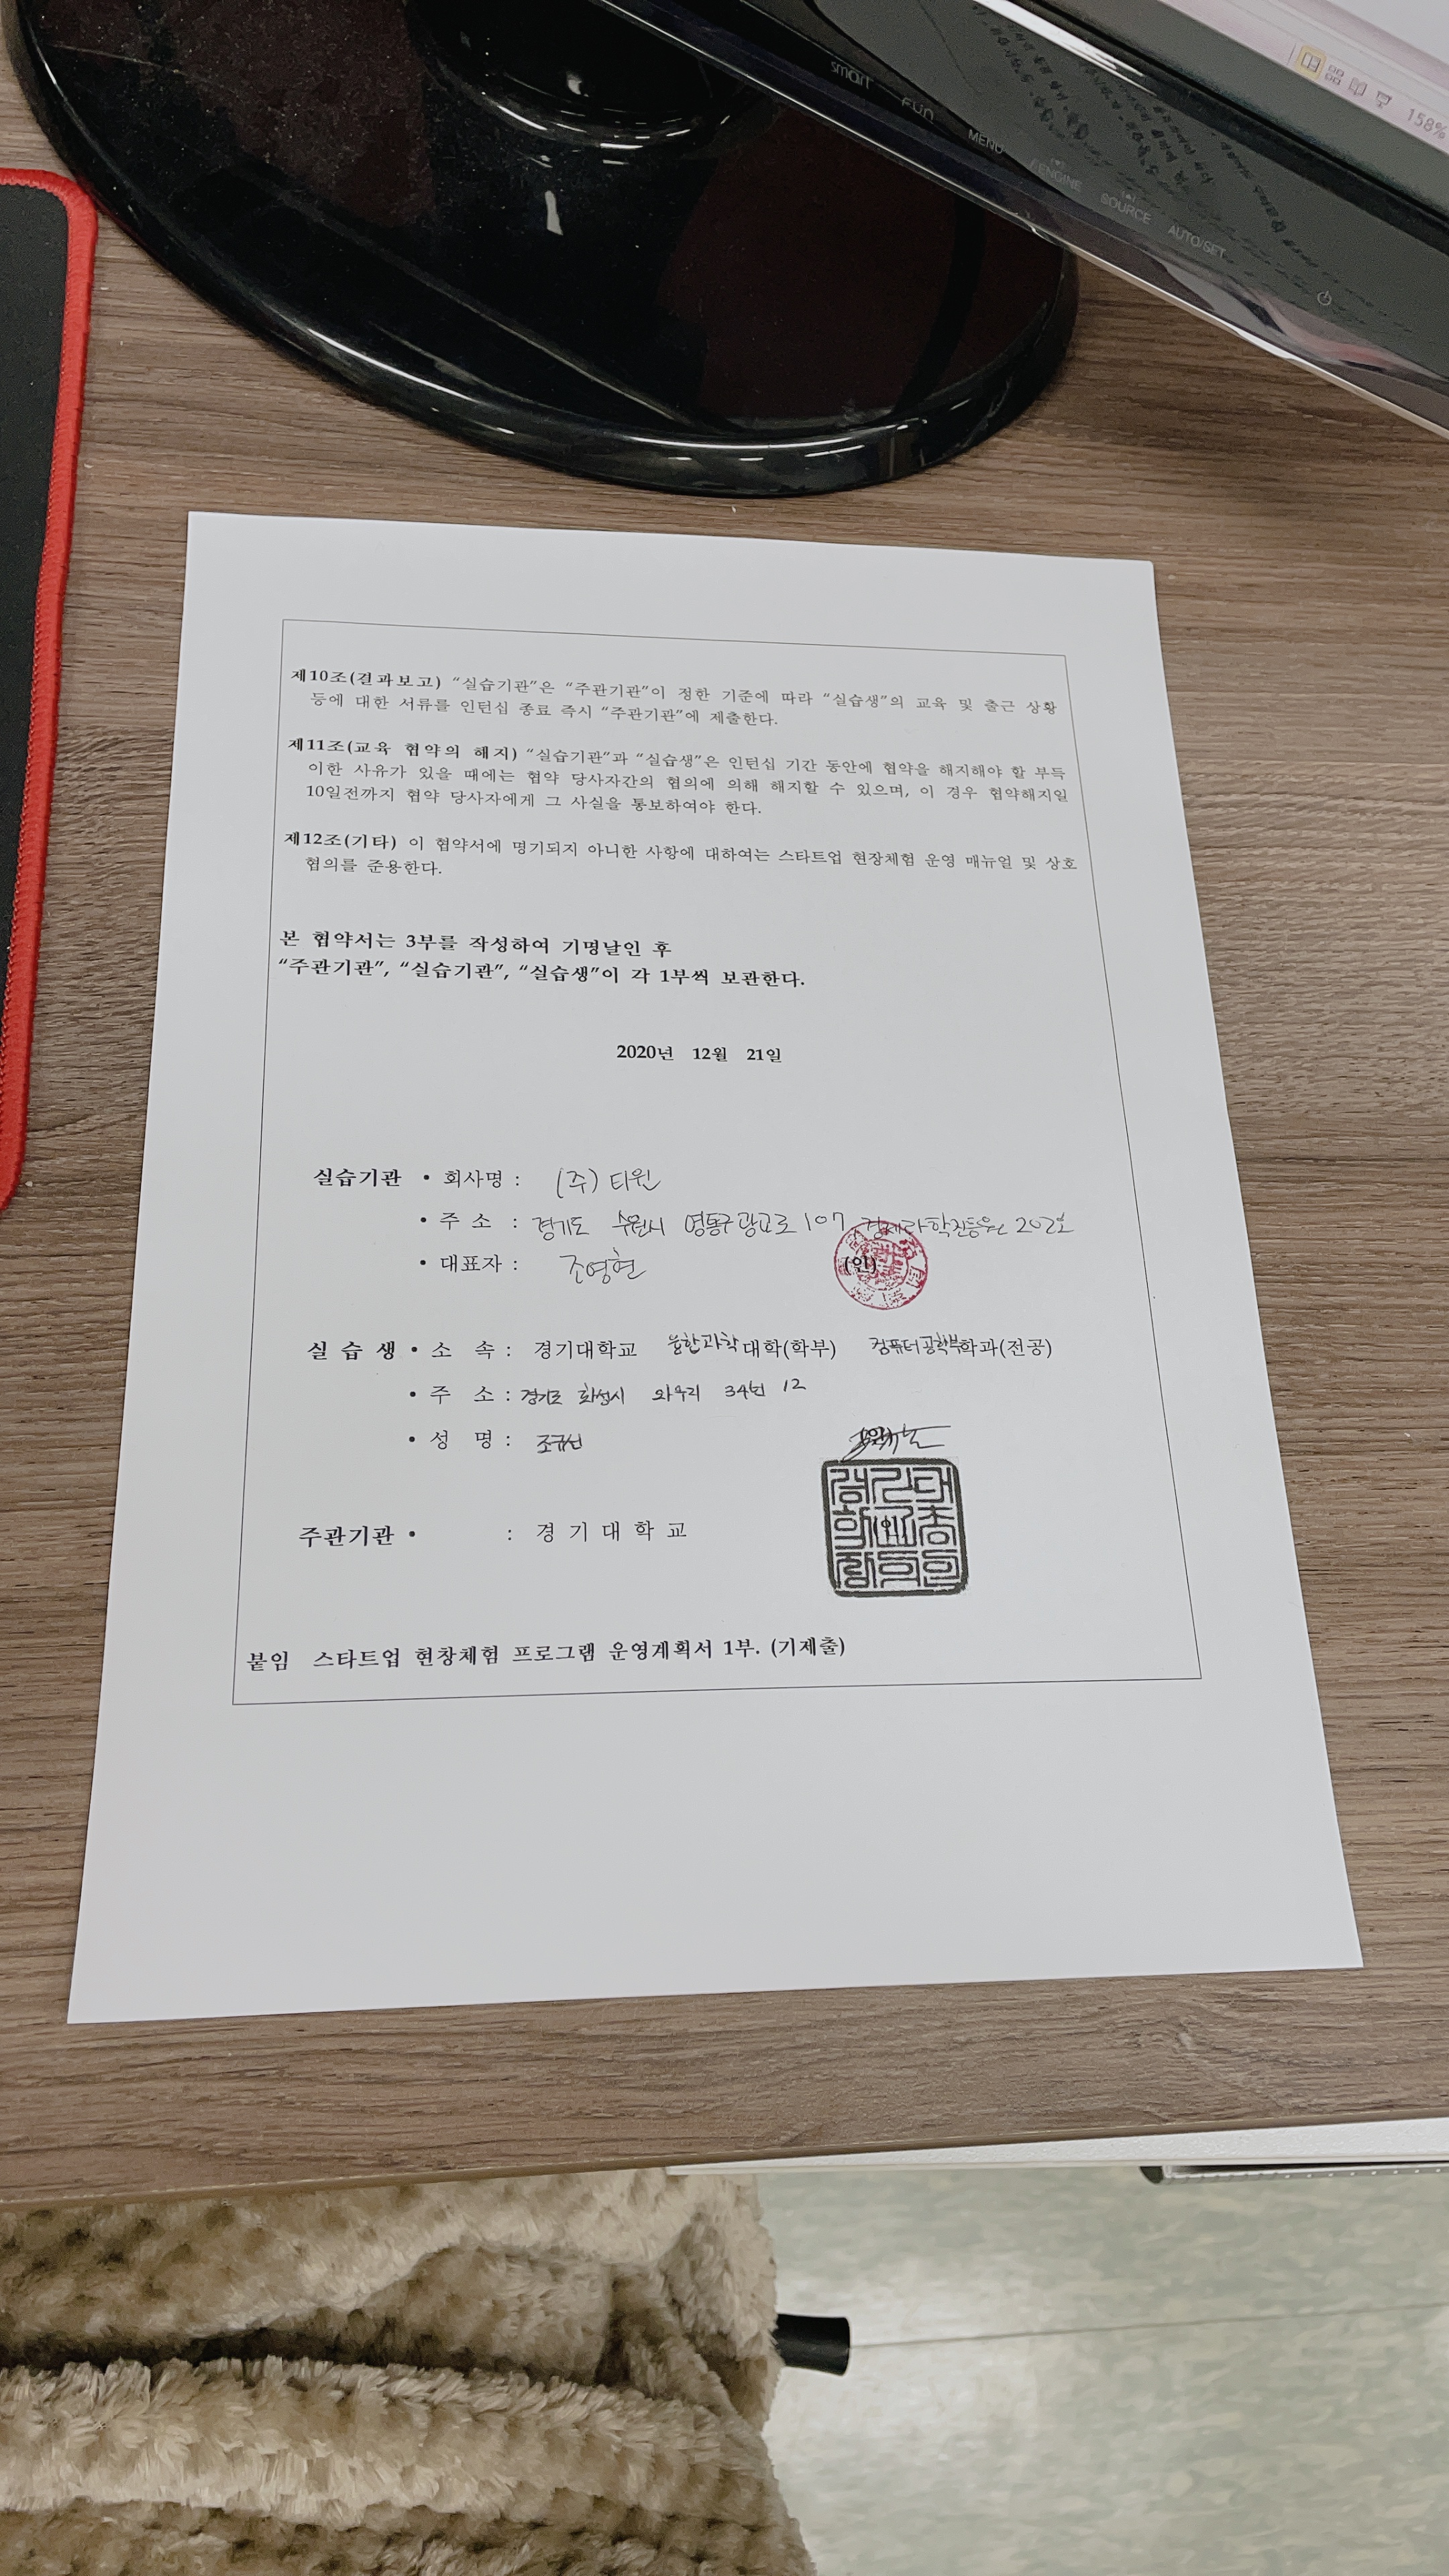 smart
FUN
MENU
ENGINE
SOURCE
AUTO/SET
158%
제10조(결과보고) “실습기관”은 “주관기관”이 정한 기준에 따라 “실습생”의 교육 및 출근 상황
등에 대한 서류를 인턴십 종료 즉시 “주관기관”에 제출한다.
제11조(교육 협약의 해지) “실습기관”과 “실습생”은 인턴십 기간 동안에 협약을 해지해야 할 부득
이한 사유가 있을 때에는 협약 당사자간의 협의에 의해 해지할 수 있으며, 이 경우 협약해지일
10일전까지 협약 당사자에게 그 사실을 통보하여야 한다.
제12조(기타) 이 협약서에 명기되지 아니한 사항에 대하여는 스타트업 현장체험 운영 매뉴얼 및 상호
협의를 준용한다.
본 협약서는 3부를 작성하여 기명날인 후
“주관기관”, “실습기관”, “실습생”이 각 1부씩 보관한다.
2020년 12월 21일
실습기관 • 회사명 : (주) 티원
• 주 소 : 경기도 수원시 영통구 광교로 107 경제과학진흥원 202호
• 대표자 : 조영현 (인)
실 습 생 • 소 속 : 경기대학교 융합과학 대학(학부) 컴퓨터공학부 학과(전공)
• 주 소 : 경기도 화성시 와우리 34번 12
• 성 명 : 조규선
주관기관 • : 경 기 대 학 교 (인)
붙임 스타트업 현장체험 프로그램 운영계획서 1부. (기제출)